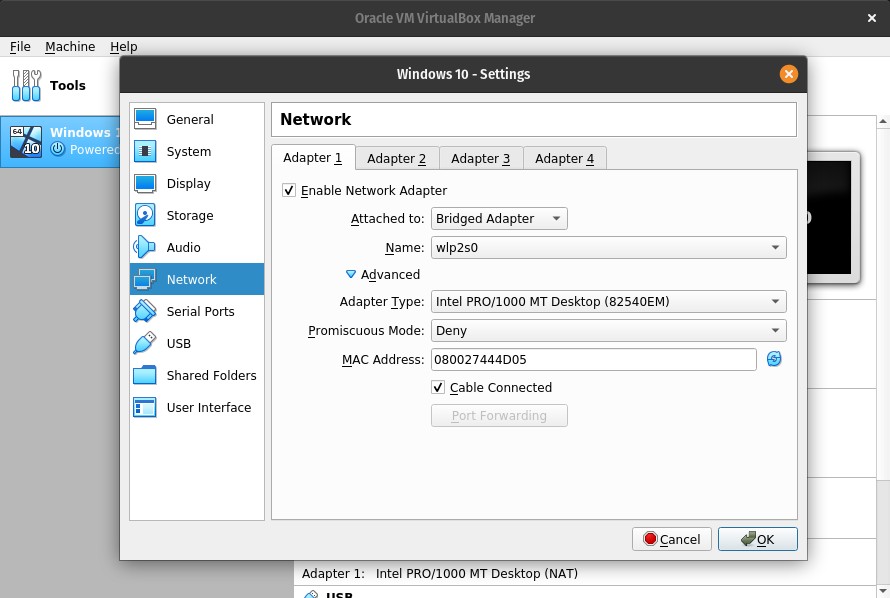 Oracle VM VirtualBox Manager
File Machine Help
Tools
Windows 10 - Settings
64
10
Windows 1
Powered
General
System
Display
Storage
Audio
Network
Serial Ports
USB
Shared Folders
User Interface
Network
Adapter 1 Adapter 2 Adapter 3 Adapter 4
Enable Network Adapter
Attached to: Bridged Adapter
Name: wlp2s0
Advanced
Adapter Type: Intel PRO/1000 MT Desktop (82540EM)
Promiscuous Mode: Deny
MAC Address: 080027444D05
Cable Connected
Port Forwarding
Cancel OK
Adapter 1: Intel PRO/1000 MT Desktop (NAT)
USB